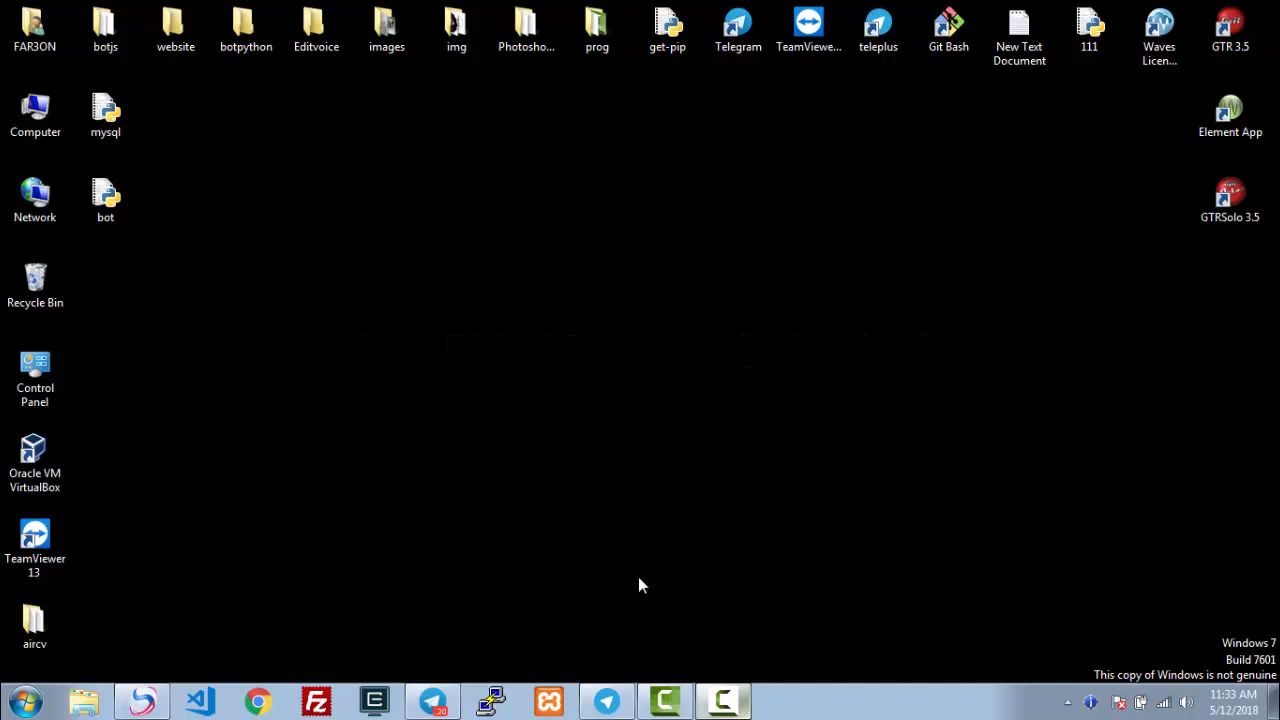 FAR3ON
botjs
website
botpython
Editvoice
images
img
Photosho...
prog
get-pip
Telegram
TeamViewe...
teleplus
Git Bash
New Text
Document
111
Waves
Licen...
GTR 3.5
Computer
mysql
Element App
Network
bot
GTRSolo 3.5
Recycle Bin
Control
Panel
Oracle VM
VirtualBox
TeamViewer
13
aircv
Windows 7
Build 7601
This copy of Windows is not genuine
20
11:33 AM
5/12/2018